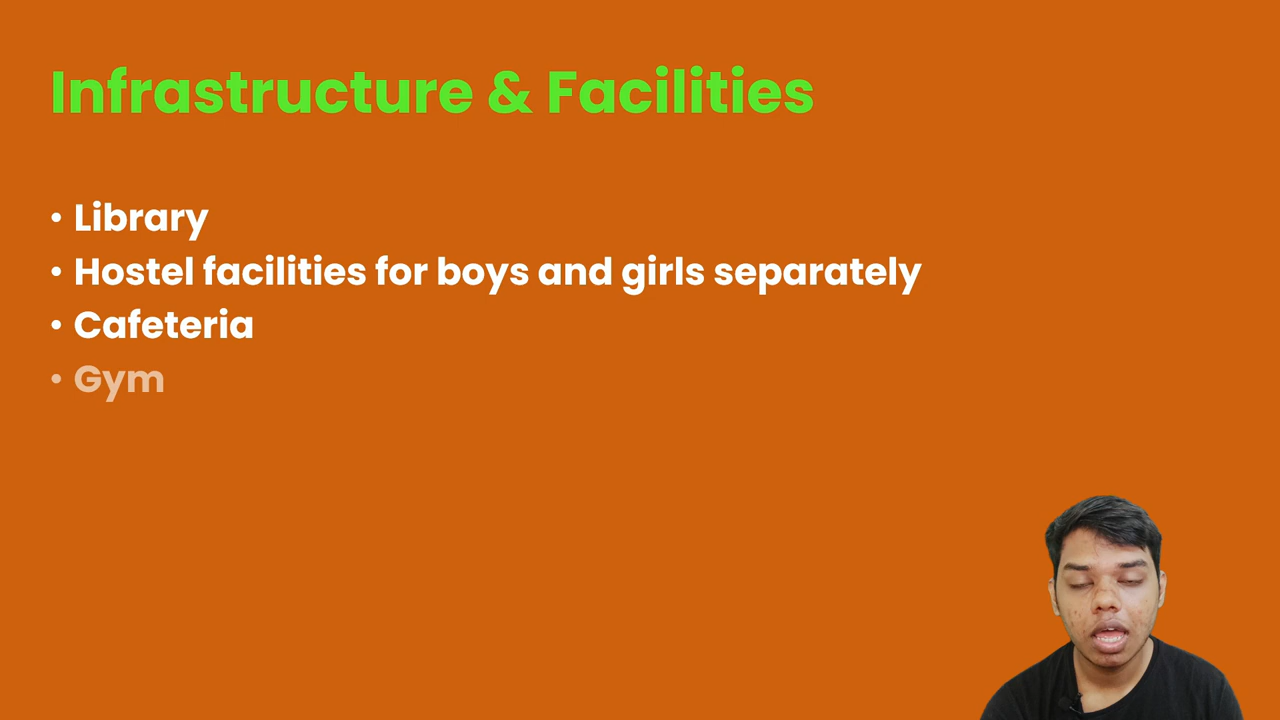 Infrastructure & Facilities
• Library
• Hostel facilities for boys and girls separately
• Cafeteria
• Gym